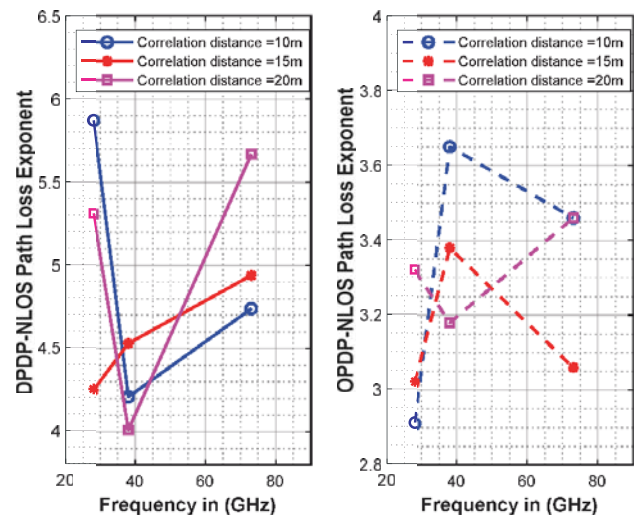 6.5
6
5.5
5
4.5
4
20
40
60
80
DPDP-NLOS Path Loss Exponent
Frequency in (GHz)
Correlation distance =10m
Correlation distance =15m
Correlation distance =20m
4
3.8
3.6
3.4
3.2
3
2.8
20
40
60
80
OPDP-NLOS Path Loss Exponent
Frequency in (GHz)
Correlation distance =10m
Correlation distance =15m
Correlation distance =20m